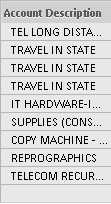 Account Description
TEL LONG DISTA...
TRAVEL IN STATE
TRAVEL IN STATE
TRAVEL IN STATE
IT HARDWARE-I...
SUPPLIES (CONS...
COPY MACHINE - ...
REPROGRAPHICS
TELECOM RECUR...